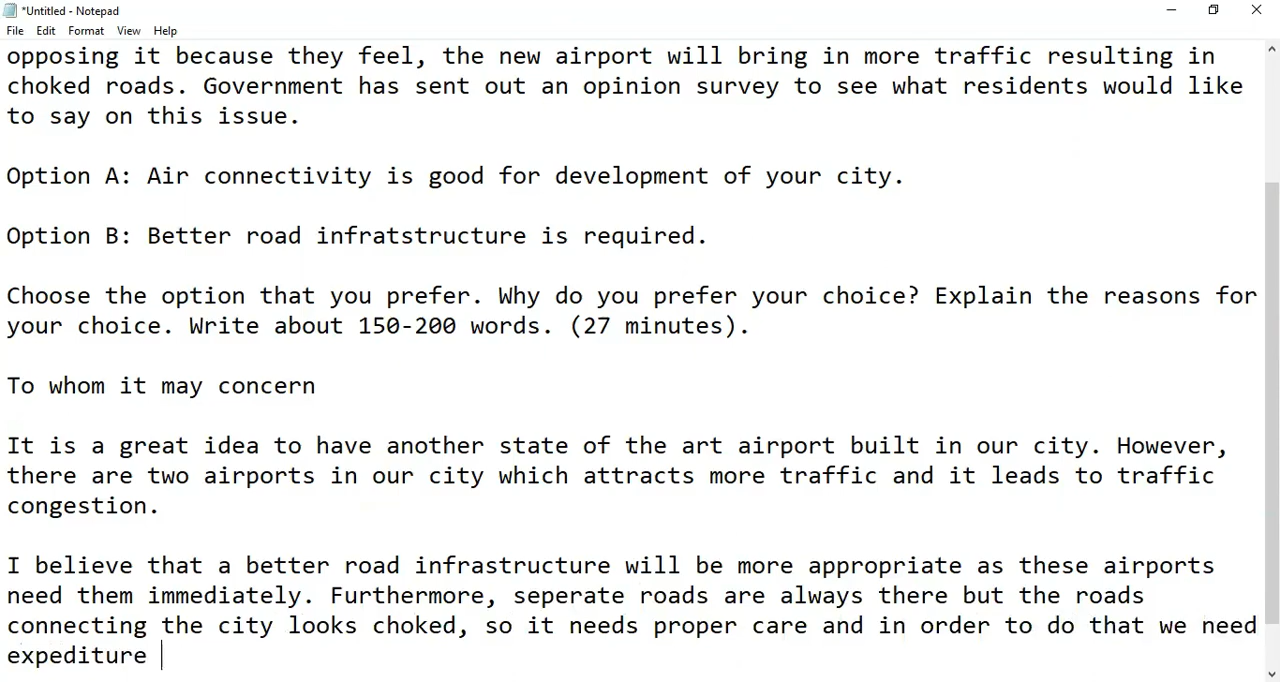 *Untitled - Notepad
File Edit Format View Help
opposing it because they feel, the new airport will bring in more traffic resulting in
choked roads. Government has sent out an opinion survey to see what residents would like
to say on this issue.
Option A: Air connectivity is good for development of your city.
Option B: Better road infratstructure is required.
Choose the option that you prefer. Why do you prefer your choice? Explain the reasons for
your choice. Write about 150-200 words. (27 minutes).
To whom it may concern
It is a great idea to have another state of the art airport built in our city. However,
there are two airports in our city which attracts more traffic and it leads to traffic
congestion.
I believe that a better road infrastructure will be more appropriate as these airports
need them immediately. Furthermore, seperate roads are always there but the roads
connecting the city looks choked, so it needs proper care and in order to do that we need
expediture